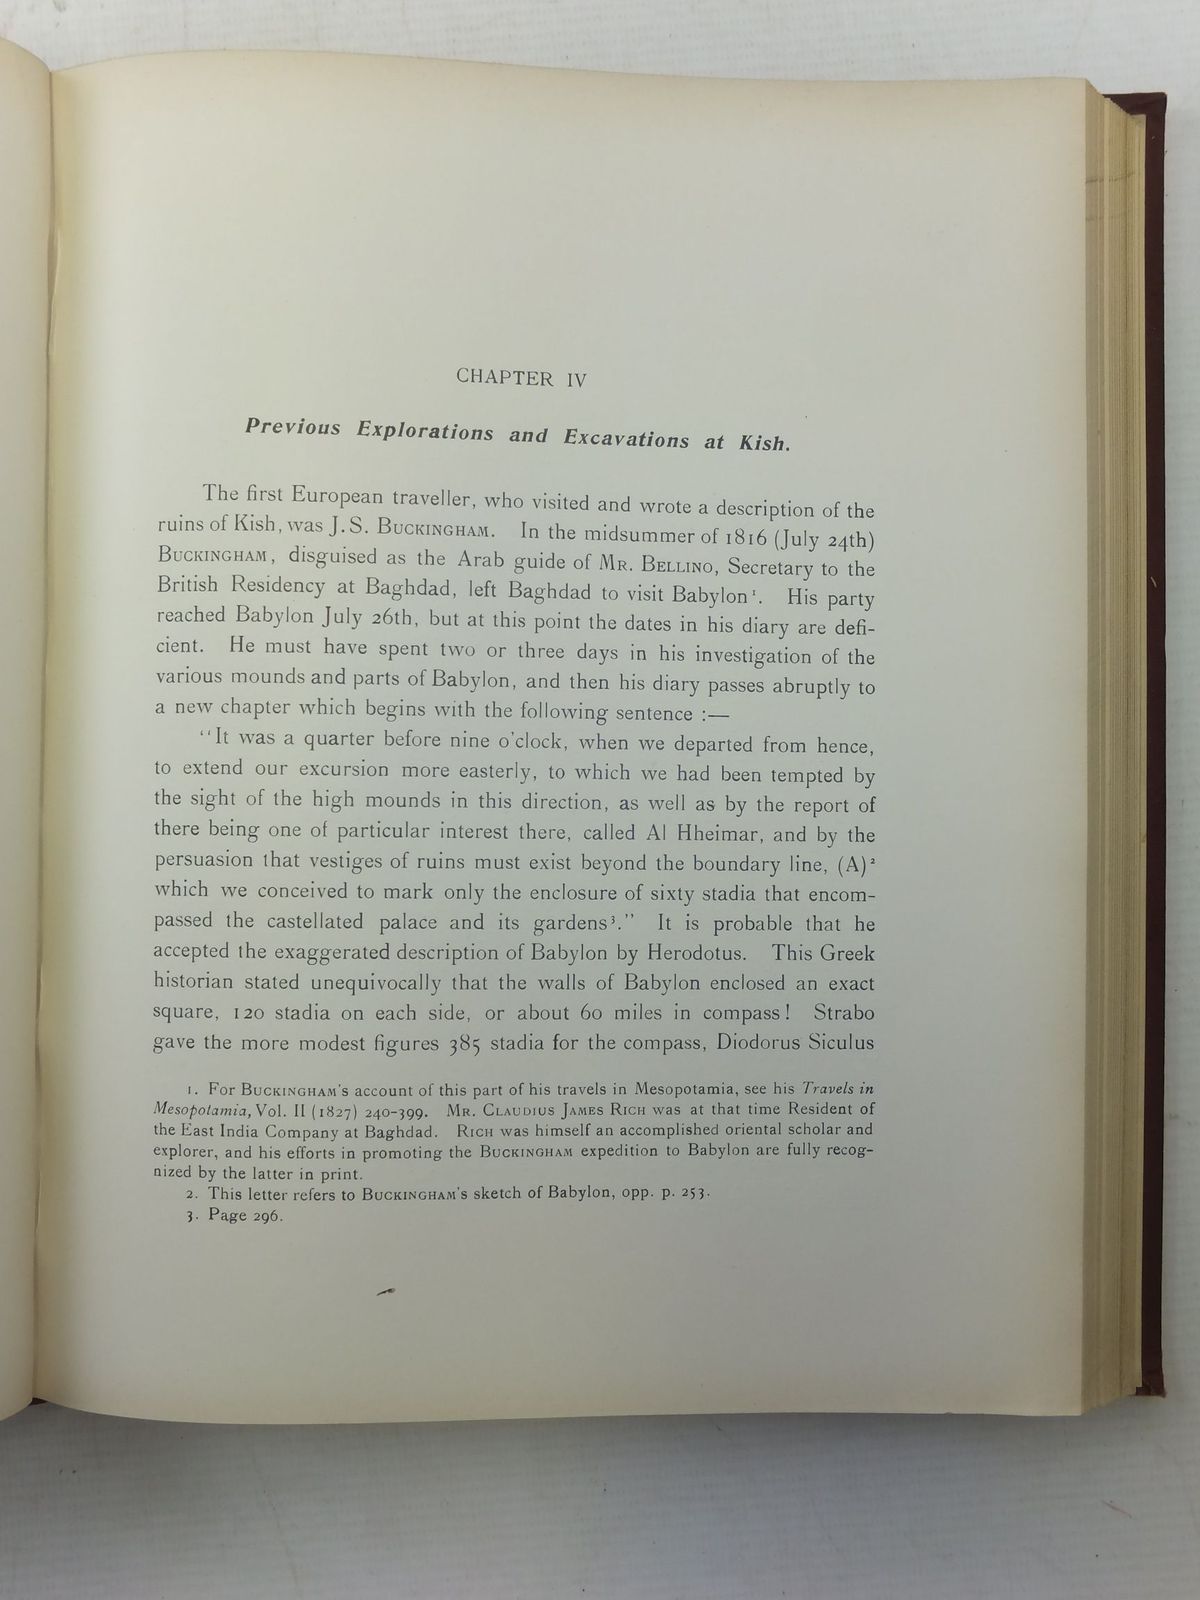 CHAPTER IV
Previous Explorations and Excavations at Kish.
The first European traveller, who visited and wrote a description of the
ruins of Kish, was J. S. BUCKINGHAM. In the midsummer of 1816 (July 24th)
BUCKINGHAM, disguised as the Arab guide of MR. BELLINO, Secretary to the
British Residency at Baghdad, left Baghdad to visit Babylon¹. His party
reached Babylon July 26th, but at this point the dates in his diary are defi-
cient. He must have spent two or three days in his investigation of the
various mounds and parts of Babylon, and then his diary passes abruptly to
a new chapter which begins with the following sentence :—
"It was a quarter before nine o'clock, when we departed from hence,
to extend our excursion more easterly, to which we had been tempted by
the sight of the high mounds in this direction, as well as by the report of
there being one of particular interest there, called Al Hheimar, and by the
persuasion that vestiges of ruins must exist beyond the boundary line, (A)²
which we conceived to mark only the enclosure of sixty stadia that encom-
passed the castellated palace and its gardens³." It is probable that he
accepted the exaggerated description of Babylon by Herodotus. This Greek
historian stated unequivocally that the walls of Babylon enclosed an exact
square, 120 stadia on each side, or about 60 miles in compass! Strabo
gave the more modest figures 385 stadia for the compass, Diodorus Siculus
1. For BUCKINGHAM's account of this part of his travels in Mesopotamia, see his Travels in
Mesopotamia, Vol. II (1827) 240-399. MR. CLAUDIUS JAMES RICH was at that time Resident of
the East India Company at Baghdad. RICH was himself an accomplished oriental scholar and
explorer, and his efforts in promoting the BUCKINGHAM expedition to Babylon are fully recog-
nized by the latter in print.
2. This letter refers to BUCKINGHAM's sketch of Babylon, opp. p. 253.
3. Page 296.